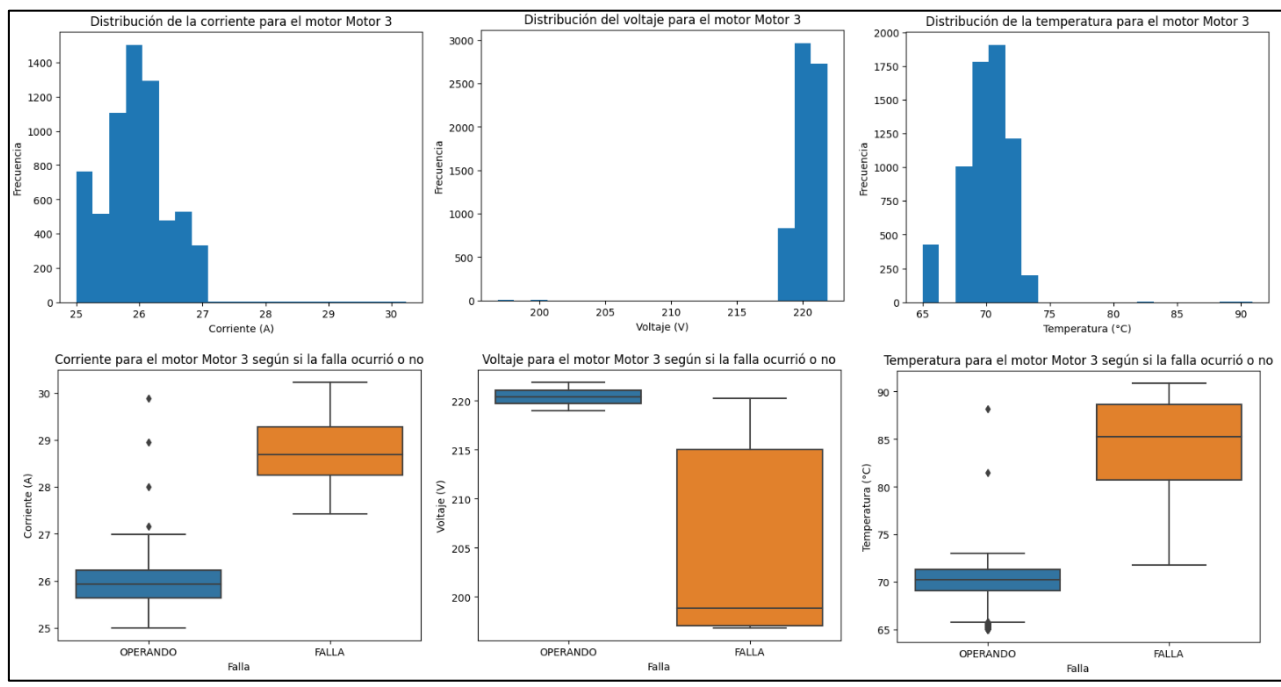 Distribución de la corriente para el motor Motor 3
1400
1200
1000
800
600
400
200
0
Frecuencia
25
26
27
28
29
30
Corriente (A)
Distribución del voltaje para el motor Motor 3
3000
2500
2000
1500
1000
500
0
Frecuencia
200
205
210
215
220
Voltaje (V)
Distribución de la temperatura para el motor Motor 3
2000
1750
1500
1250
1000
750
500
250
0
Frecuencia
65
70
75
80
85
90
Temperatura (°C)
Corriente para el motor Motor 3 según si la falla ocurrió o no
30
29
28
27
26
25
Corriente (A)
OPERANDO
FALLA
Falla
Voltaje para el motor Motor 3 según si la falla ocurrió o no
220
215
210
205
200
Voltaje (V)
OPERANDO
FALLA
Falla
Temperatura para el motor Motor 3 según si la falla ocurrió o no
90
85
80
75
70
65
Temperatura (°C)
OPERANDO
FALLA
Falla